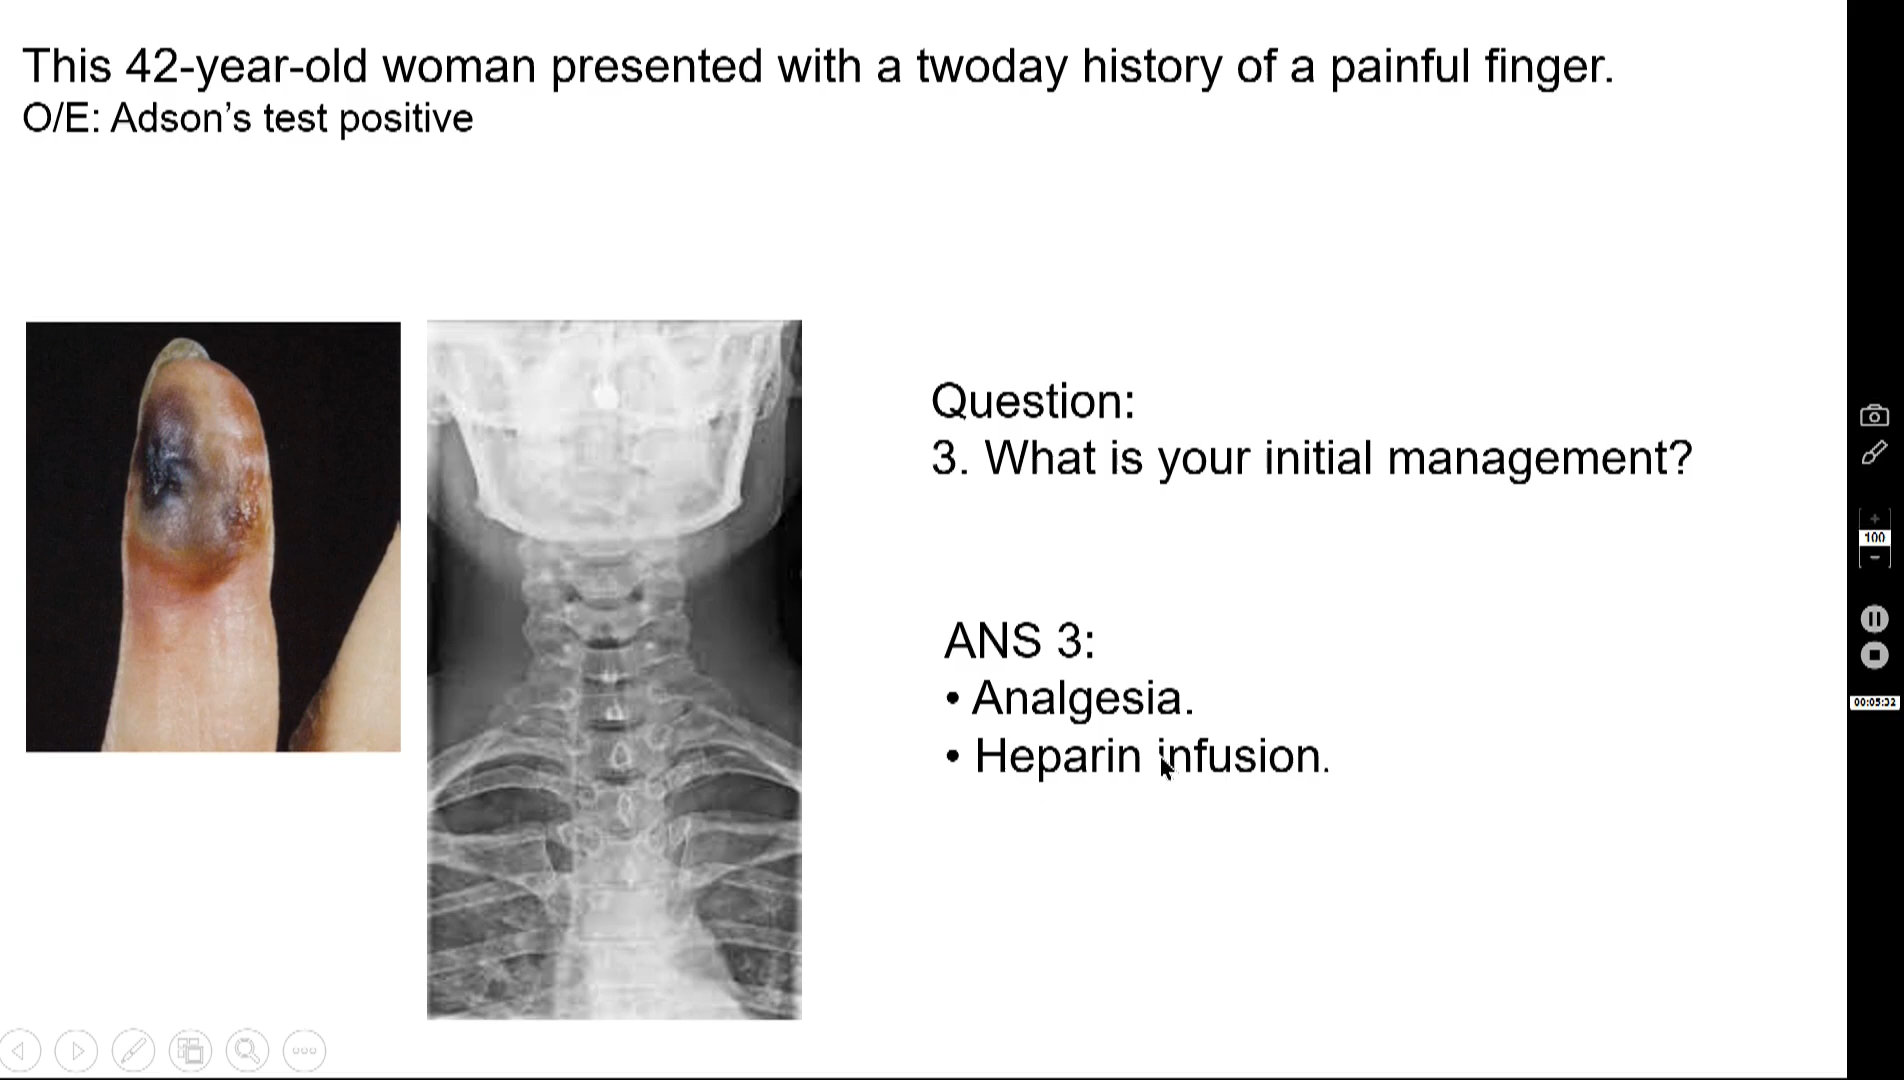 This 42-year-old woman presented with a twoday history of a painful finger.
O/E: Adson’s test positive
Question:
3. What is your initial management?
ANS 3:
• Analgesia.
• Heparin infusion.
100
00:05:32